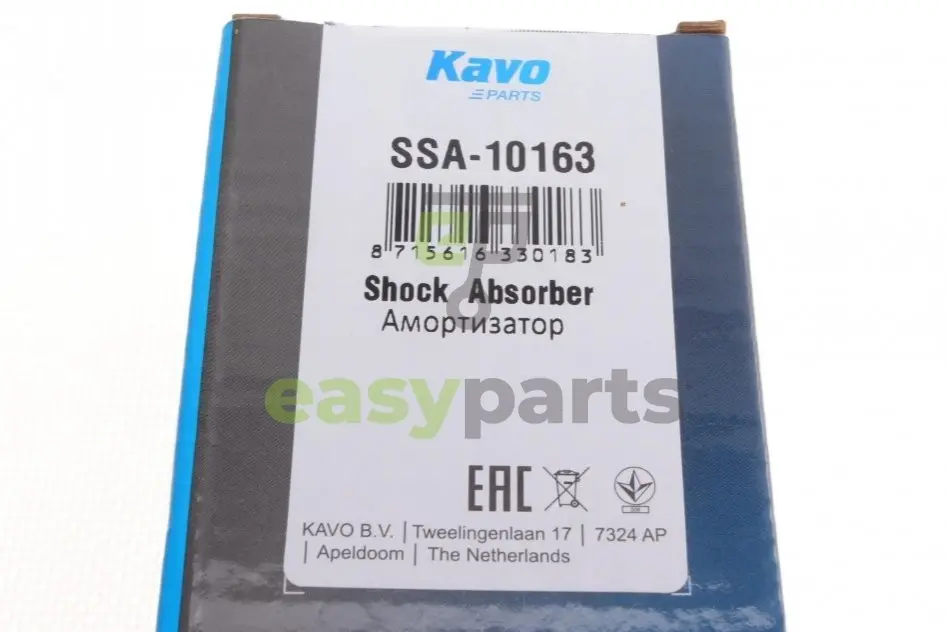 Kavo
PARTS
SSA-10163
8 715616 330183
Shock Absorber
Амортизатор
easyparts
EAC
KAVO B.V. | Tweelingenlaan 17 | 7324 AP
| Apeldoom | The Netherlands